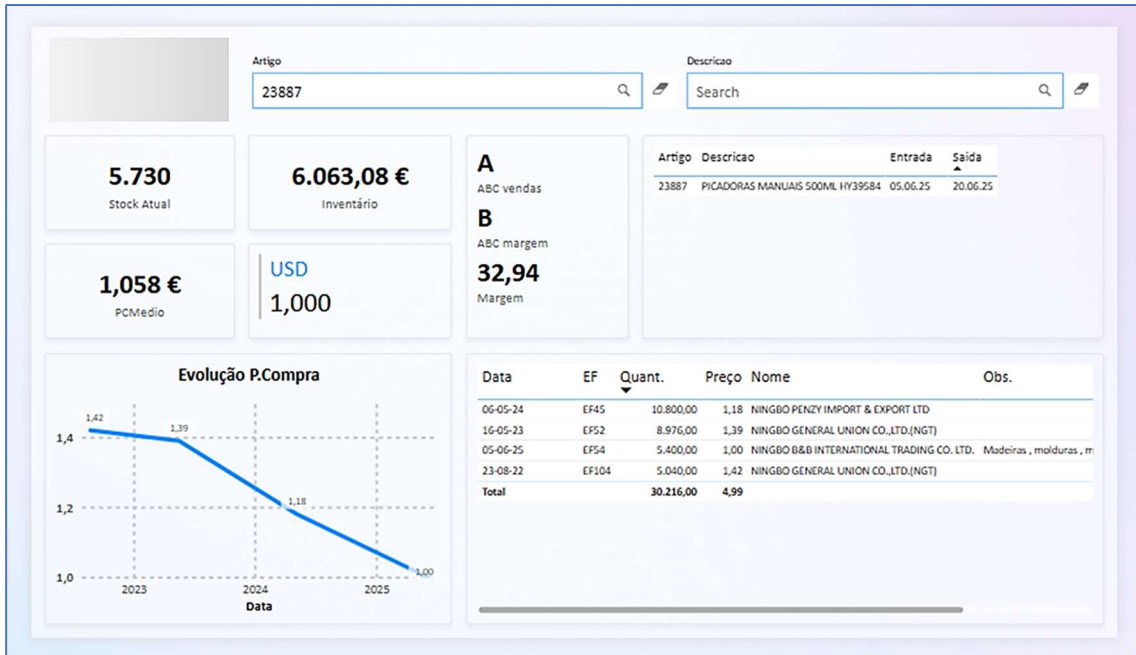 Artigo
23887
Descricao
Search
5.730
Stock Atual
6.063,08 €
Inventário
1,058 €
PCMedio
USD
1,000
A
ABC vendas
B
ABC margem
32,94
Margem
Artigo Descricao Entrada Saida
23887 PICADORAS MANUAIS 500ML HY39584 05.06.25 20.06.25
Evolução P.Compra
1,42
1,39
1,4
1,18
1,2
1,00
1,0
2023 2024 2025
Data
Data EF Quant. Preço Nome Obs.
06-05-24 EF45 10.800,00 1,18 NINGBO PENZY IMPORT & EXPORT LTD
16-05-23 EF52 8.976,00 1,39 NINGBO GENERAL UNION CO.,LTD.(NGT)
05-06-25 EF54 5.400,00 1,00 NINGBO B&B INTERNATIONAL TRADING CO. LTD. Madeiras , molduras , m
23-08-22 EF104 5.040,00 1,42 NINGBO GENERAL UNION CO.,LTD.(NGT)
Total 30.216,00 4,99